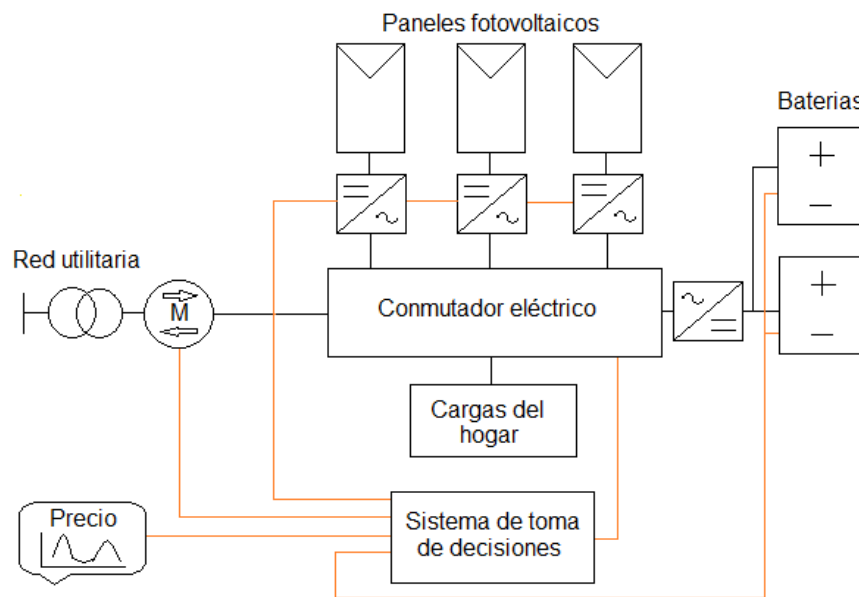 Paneles fotovoltaicos
Baterias
+
−
Red utilitaria
M
Conmutador eléctrico
+
−
Cargas del
hogar
Precio
Sistema de toma
de decisiones